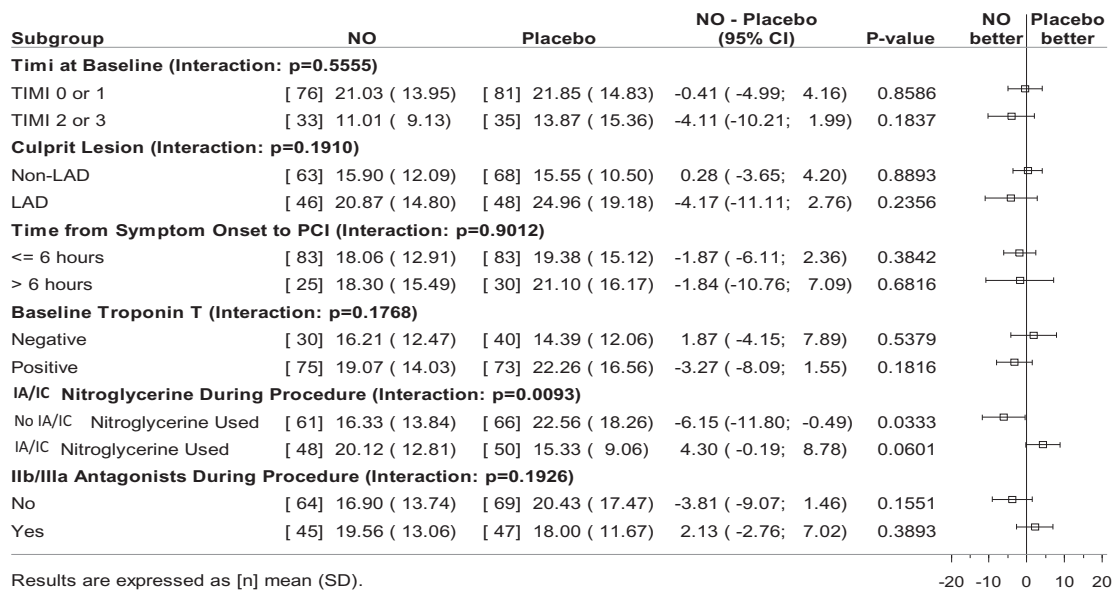 Subgroup NO Placebo NO - Placebo (95% CI) P-value NO better Placebo better
Timi at Baseline (Interaction: p=0.5555)
TIMI 0 or 1 [ 76] 21.03 ( 13.95) [ 81] 21.85 ( 14.83) -0.41 ( -4.99; 4.16) 0.8586
TIMI 2 or 3 [ 33] 11.01 ( 9.13) [ 35] 13.87 ( 15.36) -4.11 (-10.21; 1.99) 0.1837
Culprit Lesion (Interaction: p=0.1910)
Non-LAD [ 63] 15.90 ( 12.09) [ 68] 15.55 ( 10.50) 0.28 ( -3.65; 4.20) 0.8893
LAD [ 46] 20.87 ( 14.80) [ 48] 24.96 ( 19.18) -4.17 (-11.11; 2.76) 0.2356
Time from Symptom Onset to PCI (Interaction: p=0.9012)
<= 6 hours [ 83] 18.06 ( 12.91) [ 83] 19.38 ( 15.12) -1.87 ( -6.11; 2.36) 0.3842
> 6 hours [ 25] 18.30 ( 15.49) [ 30] 21.10 ( 16.17) -1.84 (-10.76; 7.09) 0.6816
Baseline Troponin T (Interaction: p=0.1768)
Negative [ 30] 16.21 ( 12.47) [ 40] 14.39 ( 12.06) 1.87 ( -4.15; 7.89) 0.5379
Positive [ 75] 19.07 ( 14.03) [ 73] 22.26 ( 16.56) -3.27 ( -8.09; 1.55) 0.1816
IA/IC Nitroglycerine During Procedure (Interaction: p=0.0093)
No IA/IC Nitroglycerine Used [ 61] 16.33 ( 13.84) [ 66] 22.56 ( 18.26) -6.15 (-11.80; -0.49) 0.0333
IA/IC Nitroglycerine Used [ 48] 20.12 ( 12.81) [ 50] 15.33 ( 9.06) 4.30 ( -0.19; 8.78) 0.0601
IIb/IIIa Antagonists During Procedure (Interaction: p=0.1926)
No [ 64] 16.90 ( 13.74) [ 69] 20.43 ( 17.47) -3.81 ( -9.07; 1.46) 0.1551
Yes [ 45] 19.56 ( 13.06) [ 47] 18.00 ( 11.67) 2.13 ( -2.76; 7.02) 0.3893
Results are expressed as [n] mean (SD). -20 -10 0 10 20